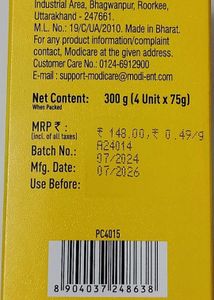 Industrial Area, Bhagwanpur, Roorkee,
Uttarakhand - 247661.
M.L. No.: 19/C/UA/2010. Made in Bharat.
For any product information/complaint
contact, Modicare at the given address.
Customer Care No.: 0124-6912900
E-mail : support-modicare@modi-ent.com
Net Content: 300 g (4 Unit x 75g)
When Packed
MRP ₹ : ₹ 148.00, ₹ 0.49/g
(incl. of all taxes)
Batch No.: A24014
Mfg. Date: 07/2024
Use Before: 07/2026
PC4015
8 904037 248638